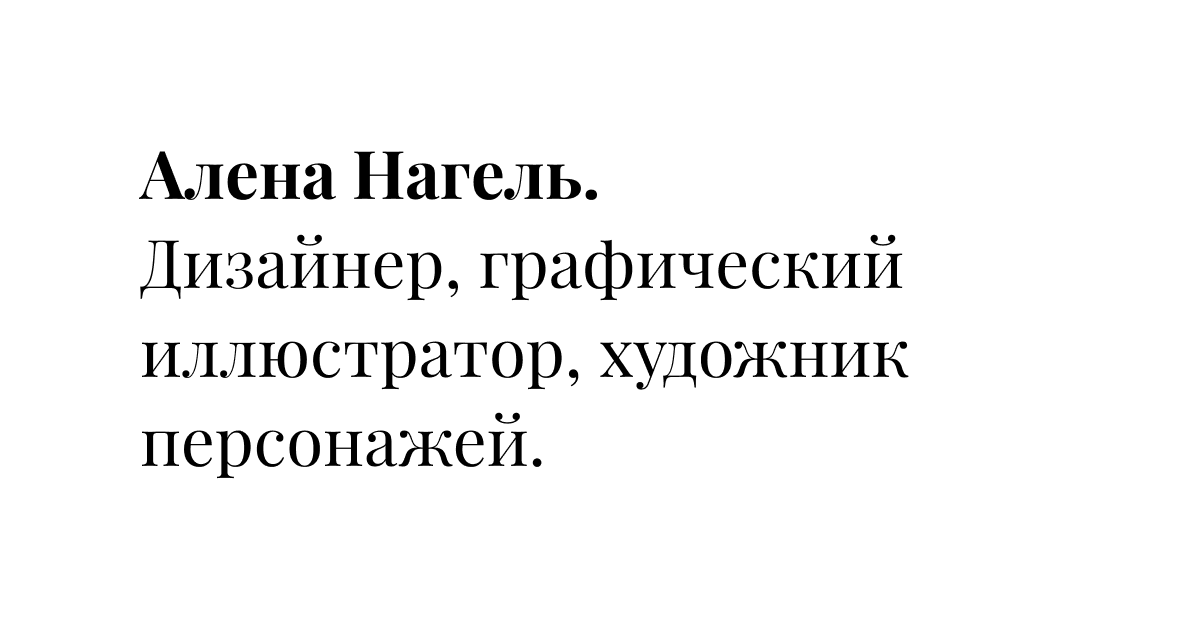 Алена Нагель.
Дизайнер, графический
иллюстратор, художник
персонажей.